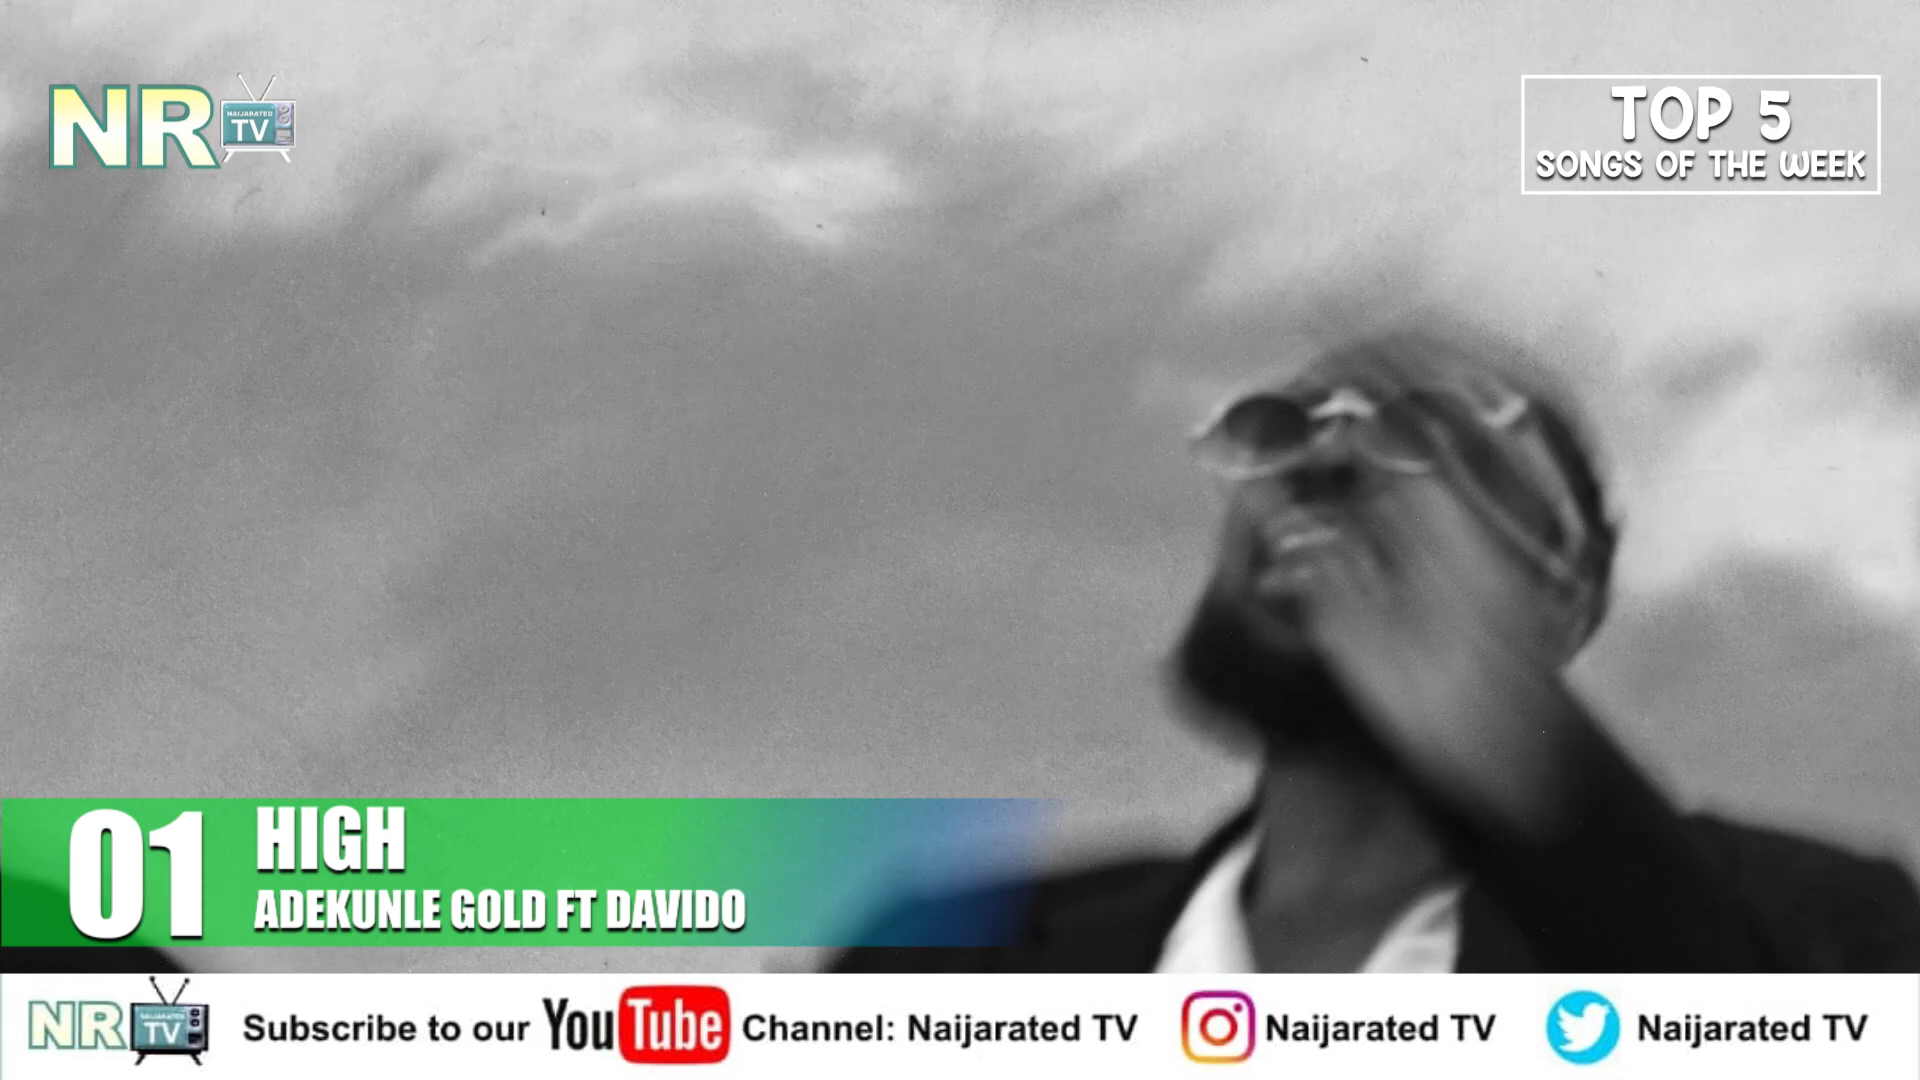 NR
NAIJARATED
TV
TOP 5
SONGS OF THE WEEK
01
HIGH
ADEKUNLE GOLD FT DAVIDO
NR
NAIJARATED
TV
Subscribe to our YouTube Channel: Naijarated TV
Naijarated TV
Naijarated TV